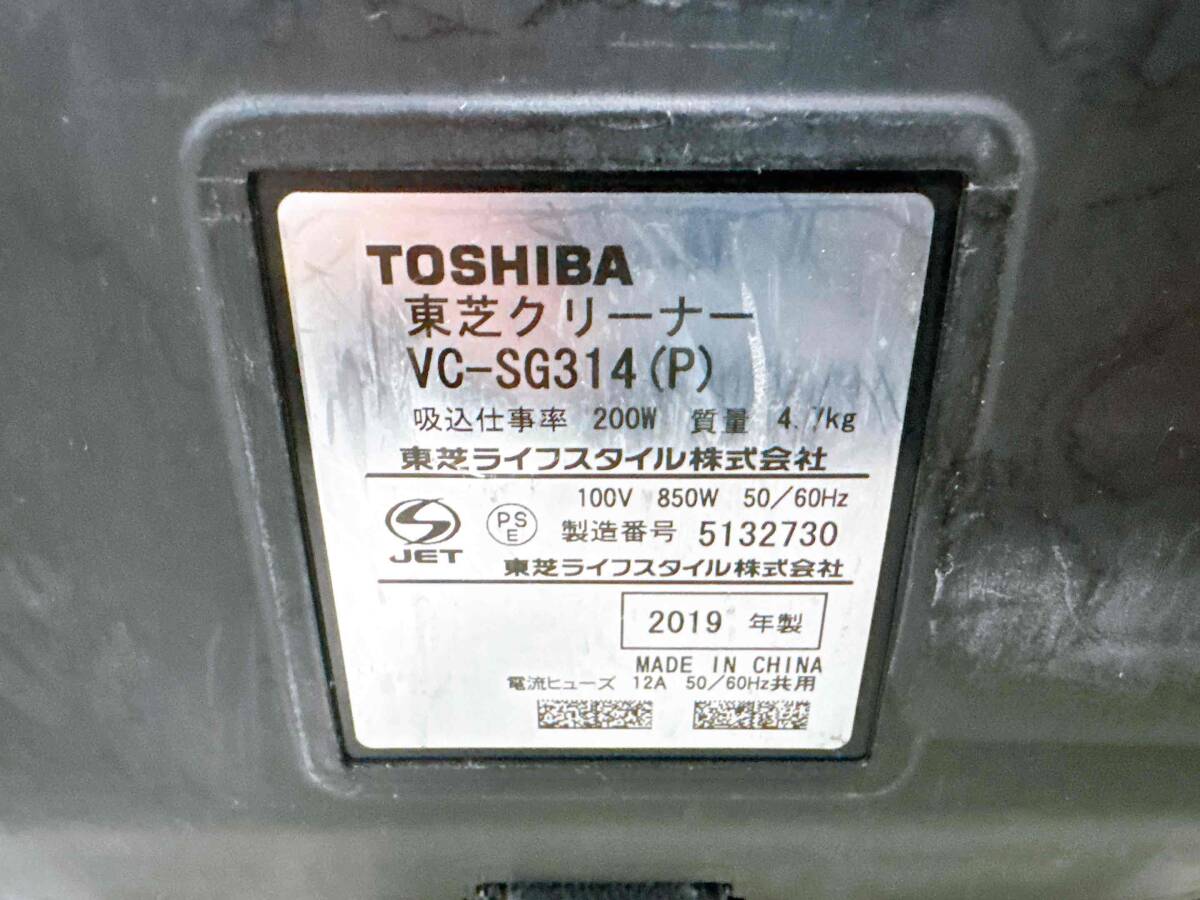 TOSHIBA
東芝クリーナー
VC-SG314(P)
吸込仕事率 200W 質量
東芝ライフスタイル株式会社
100V 850W 50/60Hz
JET PSE 製造番号 5132730
東芝ライフスタイル株式会社
2019 年製
MADE IN CHINA
電流ヒューズ 12A 50/60Hz共用